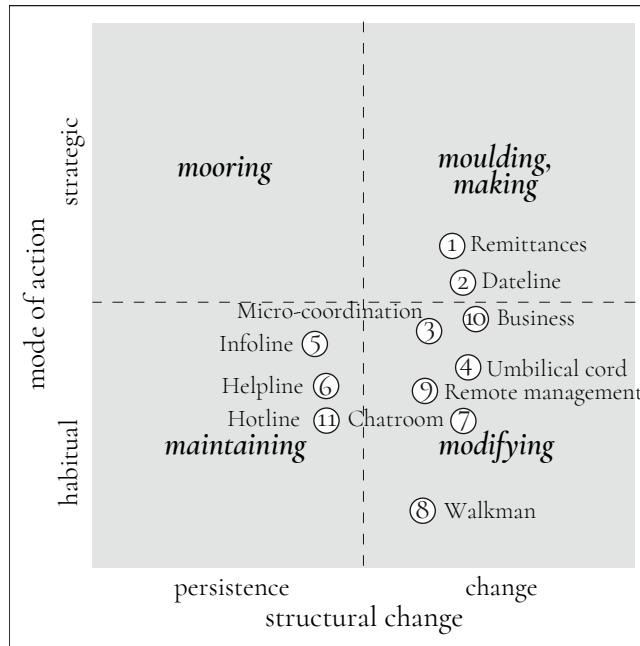 strategic
mode of action
habitual
mooring
moulding,
making
1 Remittances
2 Dateline
Micro-coordination
3
10 Business
Infoline 5
4 Umbilical cord
Helpline 6
9 Remote management
Hotline 11
Chatroom 7
maintaining
modifying
8 Walkman
persistence
change
structural change